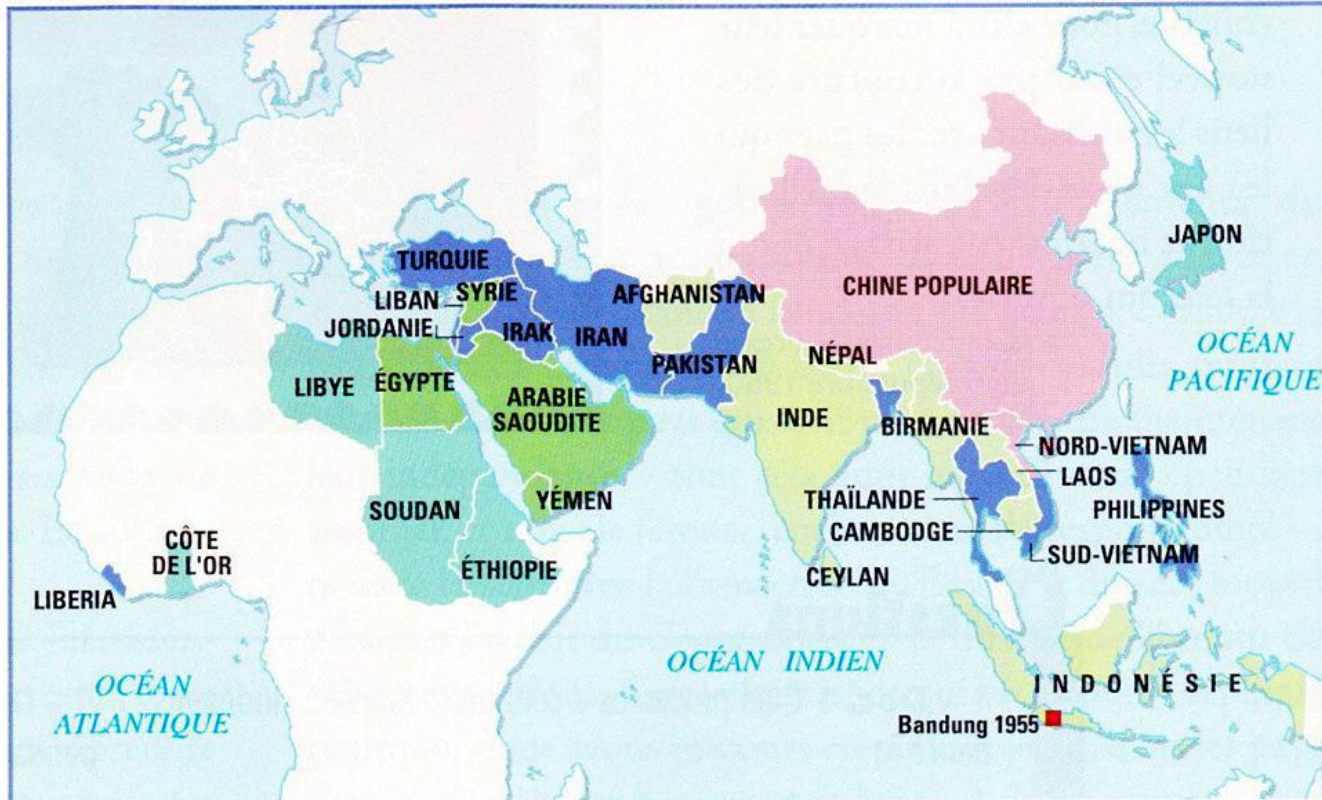 TURQUIE
LIBAN
SYRIE
JORDANIE
IRAK
IRAN
AFGHANISTAN
PAKISTAN
CHINE POPULAIRE
JAPON
OCÉAN
PACIFIQUE
LIBYE
ÉGYPTE
ARABIE
SAOUDITE
NÉPAL
INDE
BIRMANIE
NORD-VIETNAM
LAOS
THAÏLANDE
PHILIPPINES
CAMBODGE
SUD-VIETNAM
SOUDAN
YÉMEN
CÔTE
DE L'OR
ÉTHIOPIE
CEYLAN
LIBERIA
OCÉAN INDIEN
OCÉAN
ATLANTIQUE
INDONÉSIE
Bandung 1955